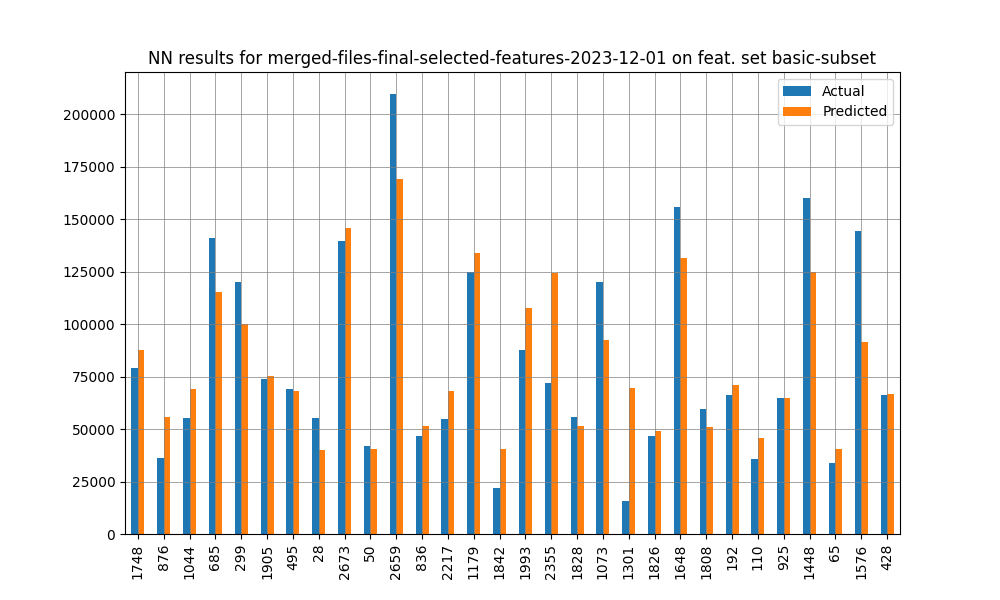 NN results for merged-files-final-selected-features-2023-12-01 on feat. set basic-subset
Actual
Predicted
200000
175000
150000
125000
100000
75000
50000
25000
0
1748 876 1044 685 299 1905 495 28 2673 50 2659 836 2217 1179 1842 1993 2355 1828 1073 1301 1826 1648 1808 192 110 925 1448 65 1576 428